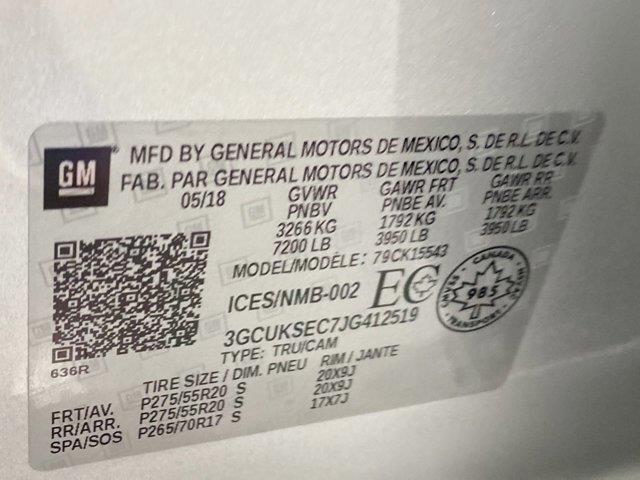 GM
MFD BY GENERAL MOTORS DE MEXICO, S. DE R.L. DE C.V.
FAB. PAR GENERAL MOTORS DE MEXICO, S. DE R.L. DE C.V.
05/18 GVWR GAWR FRT GAWR RR
PNBV PNBE AV. PNBE ARR.
3266 KG 1792 KG 1792 KG
7200 LB 3950 LB 3950 LB
MODEL/MODÈLE: 79CK15543
ICES/NMB-002 EC
CANADA
985
TRANSPORT
3GCUKSEC7JG412519
TYPE: TRU/CAM
636R
TIRE SIZE / DIM. PNEU RIM / JANTE
FRT/AV. P275/55R20 S 20X9J
RR/ARR. P275/55R20 S 20X9J
SPA/SOS P265/70R17 S 17X7J